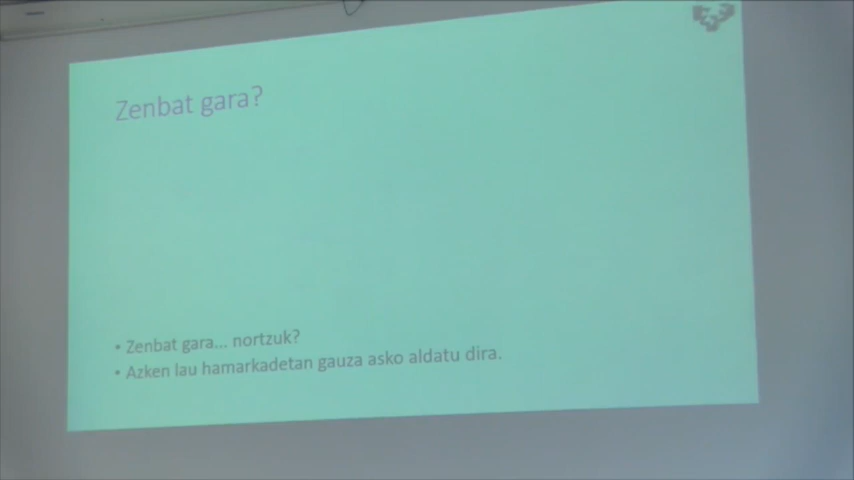 Zenbat gara?
• Zenbat gara... nortzuk?
• Azken lau hamarkadetan gauza asko aldatu dira.